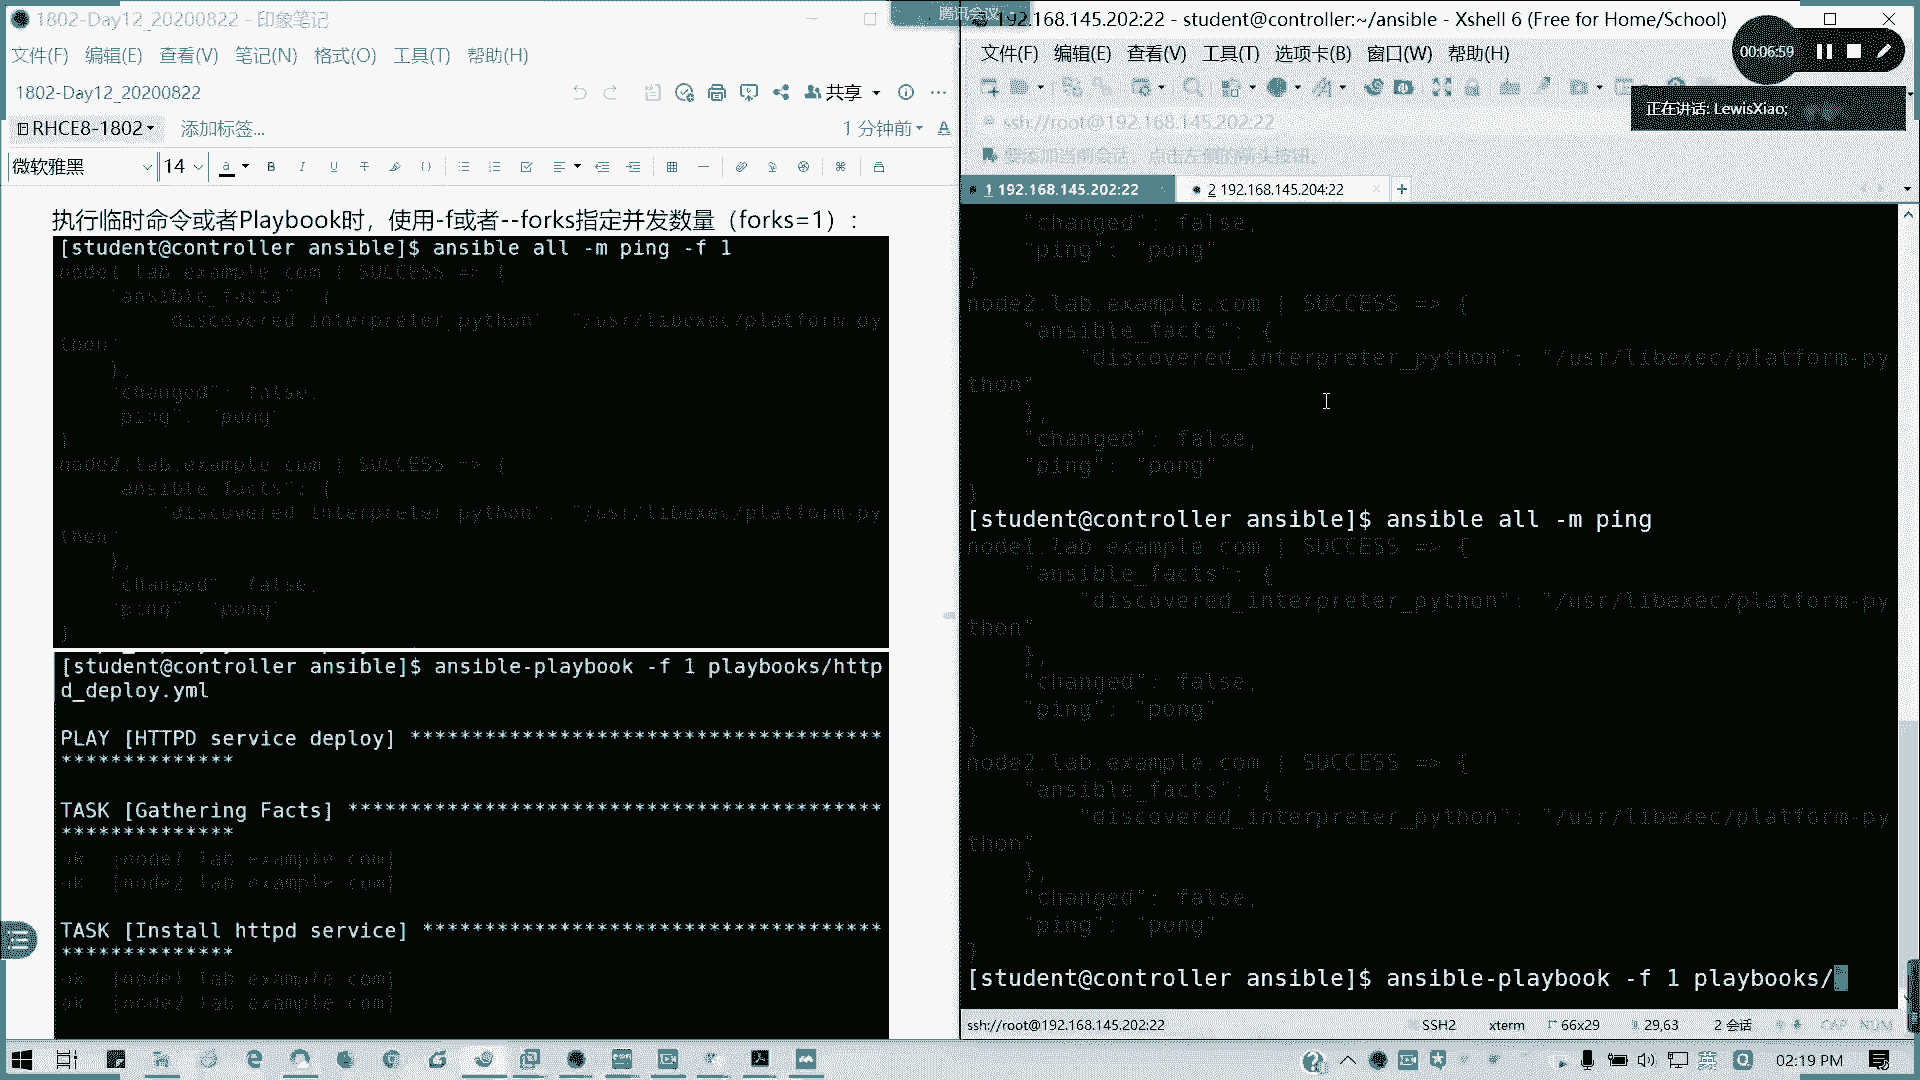 1802-Day12_20200822 - 印象笔记
文件(F) 编辑(E) 查看(V) 笔记(N) 格式(O) 工具(T) 帮助(H)
1802-Day12_20200822
共享
RHCE8-1802
添加标签...
1 分钟前
微软雅黑
14
执行临时命令或者Playbook时，使用-f或者--forks指定并发数量（forks=1）：
[student@controller ansible]$ ansible all -m ping -f 1
node1.lab.example.com | SUCCESS => {
"ansible_facts": {
"discovered_interpreter_python": "/usr/libexec/platform-py
thon"
},
"changed": false,
"ping": "pong"
}
node2.lab.example.com | SUCCESS => {
"ansible_facts": {
"discovered_interpreter_python": "/usr/libexec/platform-py
thon"
},
"changed": false,
"ping": "pong"
}
[student@controller ansible]$ ansible-playbook -f 1 playbooks/http
d_deploy.yml
PLAY [HTTPD service deploy] **************************************
**************
TASK [Gathering Facts] *******************************************
**************
ok: [node1.lab.example.com]
ok: [node2.lab.example.com]
TASK [Install httpd service] *************************************
**************
ok: [node1.lab.example.com]
ok: [node2.lab.example.com]
腾讯会议
192.168.145.202:22 - student@controller:~/ansible - Xshell 6 (Free for Home/School)
文件(F) 编辑(E) 查看(V) 工具(T) 选项卡(B) 窗口(W) 帮助(H)
00:06:59
正在讲话: LewisXiao;
ssh://root@192.168.145.202:22
要添加当前会话，点击左侧的箭头按钮。
1 192.168.145.202:22
2 192.168.145.204:22
"changed": false,
"ping": "pong"
}
node2.lab.example.com | SUCCESS => {
"ansible_facts": {
"discovered_interpreter_python": "/usr/libexec/platform-py
thon"
},
"changed": false,
"ping": "pong"
}
[student@controller ansible]$ ansible all -m ping
node1.lab.example.com | SUCCESS => {
"ansible_facts": {
"discovered_interpreter_python": "/usr/libexec/platform-py
thon"
},
"changed": false,
"ping": "pong"
}
node2.lab.example.com | SUCCESS => {
"ansible_facts": {
"discovered_interpreter_python": "/usr/libexec/platform-py
thon"
},
"changed": false,
"ping": "pong"
}
[student@controller ansible]$ ansible-playbook -f 1 playbooks/
ssh://root@192.168.145.202:22
SSH2
xterm
66x29
29,63
2 会话
CAP NUM
英
02:19 PM